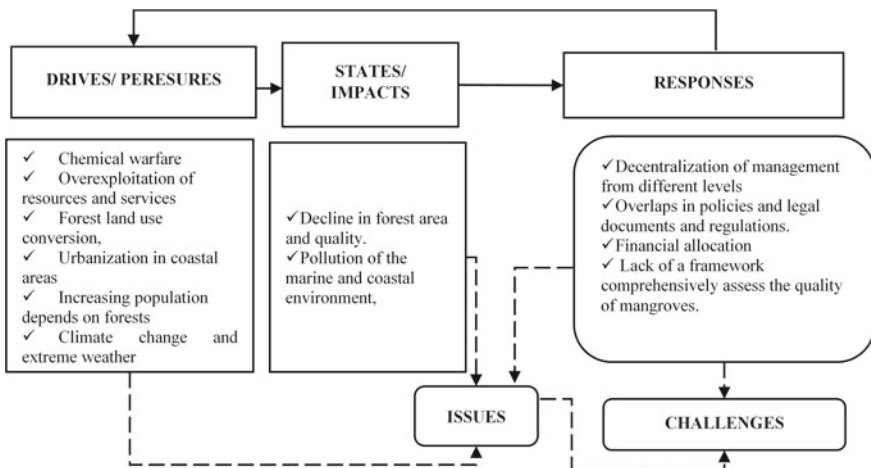 DRIVES/ PERESURES
STATES/
IMPACTS
RESPONSES
✓ Chemical warfare
✓ Overexploitation of
resources and services
✓ Forest land use
conversion,
✓ Urbanization in coastal
areas
✓ Increasing population
depends on forests
✓ Climate change and
extreme weather
✓Decline in forest area
and quality.
✓Pollution of the
marine and coastal
environment,
✓Decentralization of management
from different levels
✓Overlaps in policies and legal
documents and regulations.
✓Financial allocation
✓ Lack of a framework
comprehensively assess the quality
of mangroves.
ISSUES
CHALLENGES